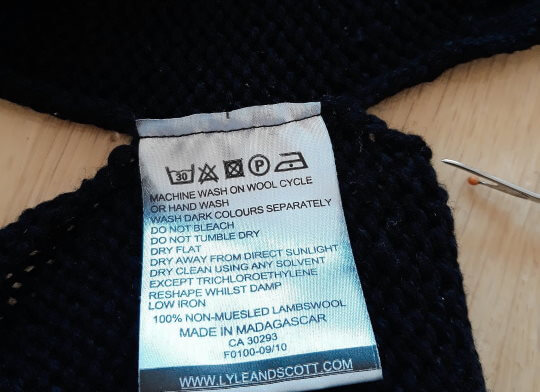 30 P
MACHINE WASH ON WOOL CYCLE
OR HAND WASH
WASH DARK COLOURS SEPARATELY
DO NOT BLEACH
DO NOT TUMBLE DRY
DRY FLAT
DRY AWAY FROM DIRECT SUNLIGHT
DRY CLEAN USING ANY SOLVENT
EXCEPT TRICHLOROETHYLENE
RESHAPE WHILST DAMP
LOW IRON
100% NON-MUESLED LAMBSWOOL
MADE IN MADAGASCAR
CA 30293
F0100-09/10
WWW.LYLEANDSCOTT.COM